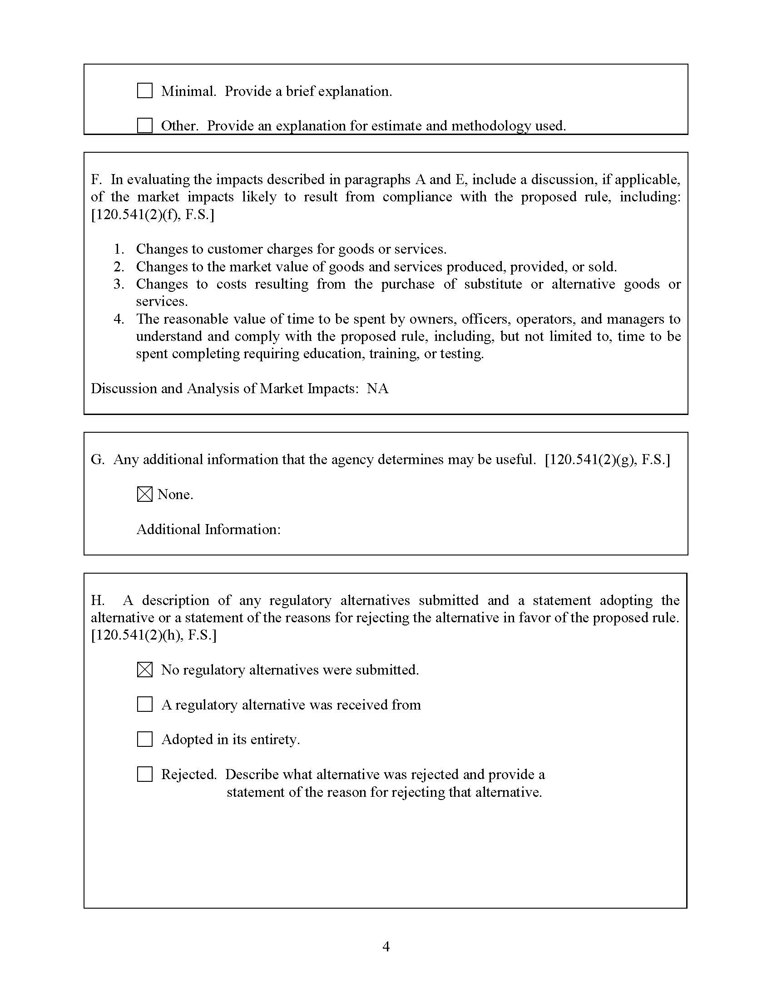 ☐ Minimal.  Provide a brief explanation.
☐ Other.  Provide an explanation for estimate and methodology used.
F.  In evaluating the impacts described in paragraphs A and E, include a discussion, if applicable,
of the market impacts likely to result from compliance with the proposed rule, including:
[120.541(2)(f), F.S.]
1. Changes to customer charges for goods or services.
2. Changes to the market value of goods and services produced, provided, or sold.
3. Changes to costs resulting from the purchase of substitute or alternative goods or
services.
4. The reasonable value of time to be spent by owners, officers, operators, and managers to
understand and comply with the proposed rule, including, but not limited to, time to be
spent completing requiring education, training, or testing.
Discussion and Analysis of Market Impacts:  NA
G.  Any additional information that the agency determines may be useful.  [120.541(2)(g), F.S.]
☒ None.
Additional Information:
H.  A description of any regulatory alternatives submitted and a statement adopting the
alternative or a statement of the reasons for rejecting the alternative in favor of the proposed rule.
[120.541(2)(h), F.S.]
☒ No regulatory alternatives were submitted.
☐ A regulatory alternative was received from
☐ Adopted in its entirety.
☐ Rejected.  Describe what alternative was rejected and provide a
statement of the reason for rejecting that alternative.
4